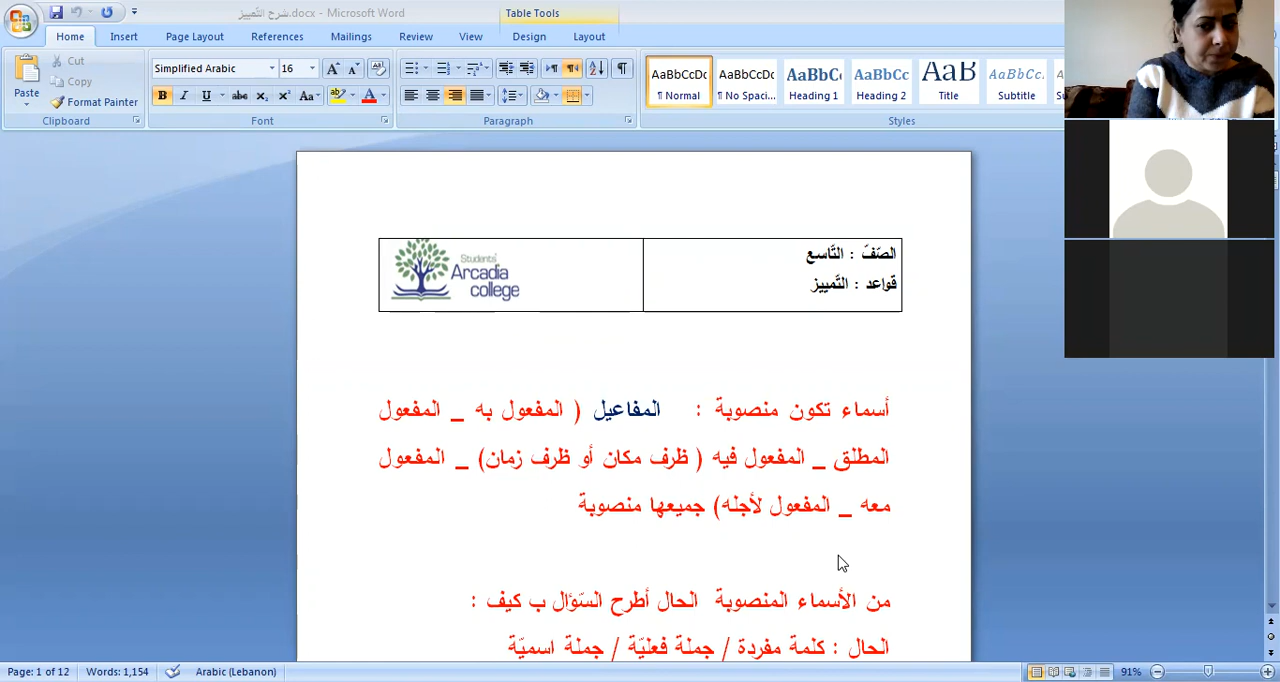 شرح التّمييز.docx - Microsoft Word
Table Tools
Home Insert Page Layout References Mailings Review View Design Layout
Paste
Cut
Copy
Format Painter
Clipboard
Simplified Arabic 16
Font
Paragraph
AaBbCcDc AaBbCcDc AaBbC AaBbCc AaB AaBbCc.
¶ Normal ¶ No Spaci... Heading 1 Heading 2 Title Subtitle
Styles
الصّفّ : التّاسع
قواعد : التّمييز
Students'
Arcadia
college
أسماء تكون منصوبة : المفاعيل ( المفعول به _ المفعول
المطلق _ المفعول فيه ( ظرف مكان أو ظرف زمان) _ المفعول
معه _ المفعول لأجله) جميعها منصوبة
من الأسماء المنصوبة الحال أطرح السّؤال ب كيف :
الحال : كلمة مفردة / جملة فعليّة / جملة اسميّة
Page: 1 of 12 Words: 1,154 Arabic (Lebanon) 91%